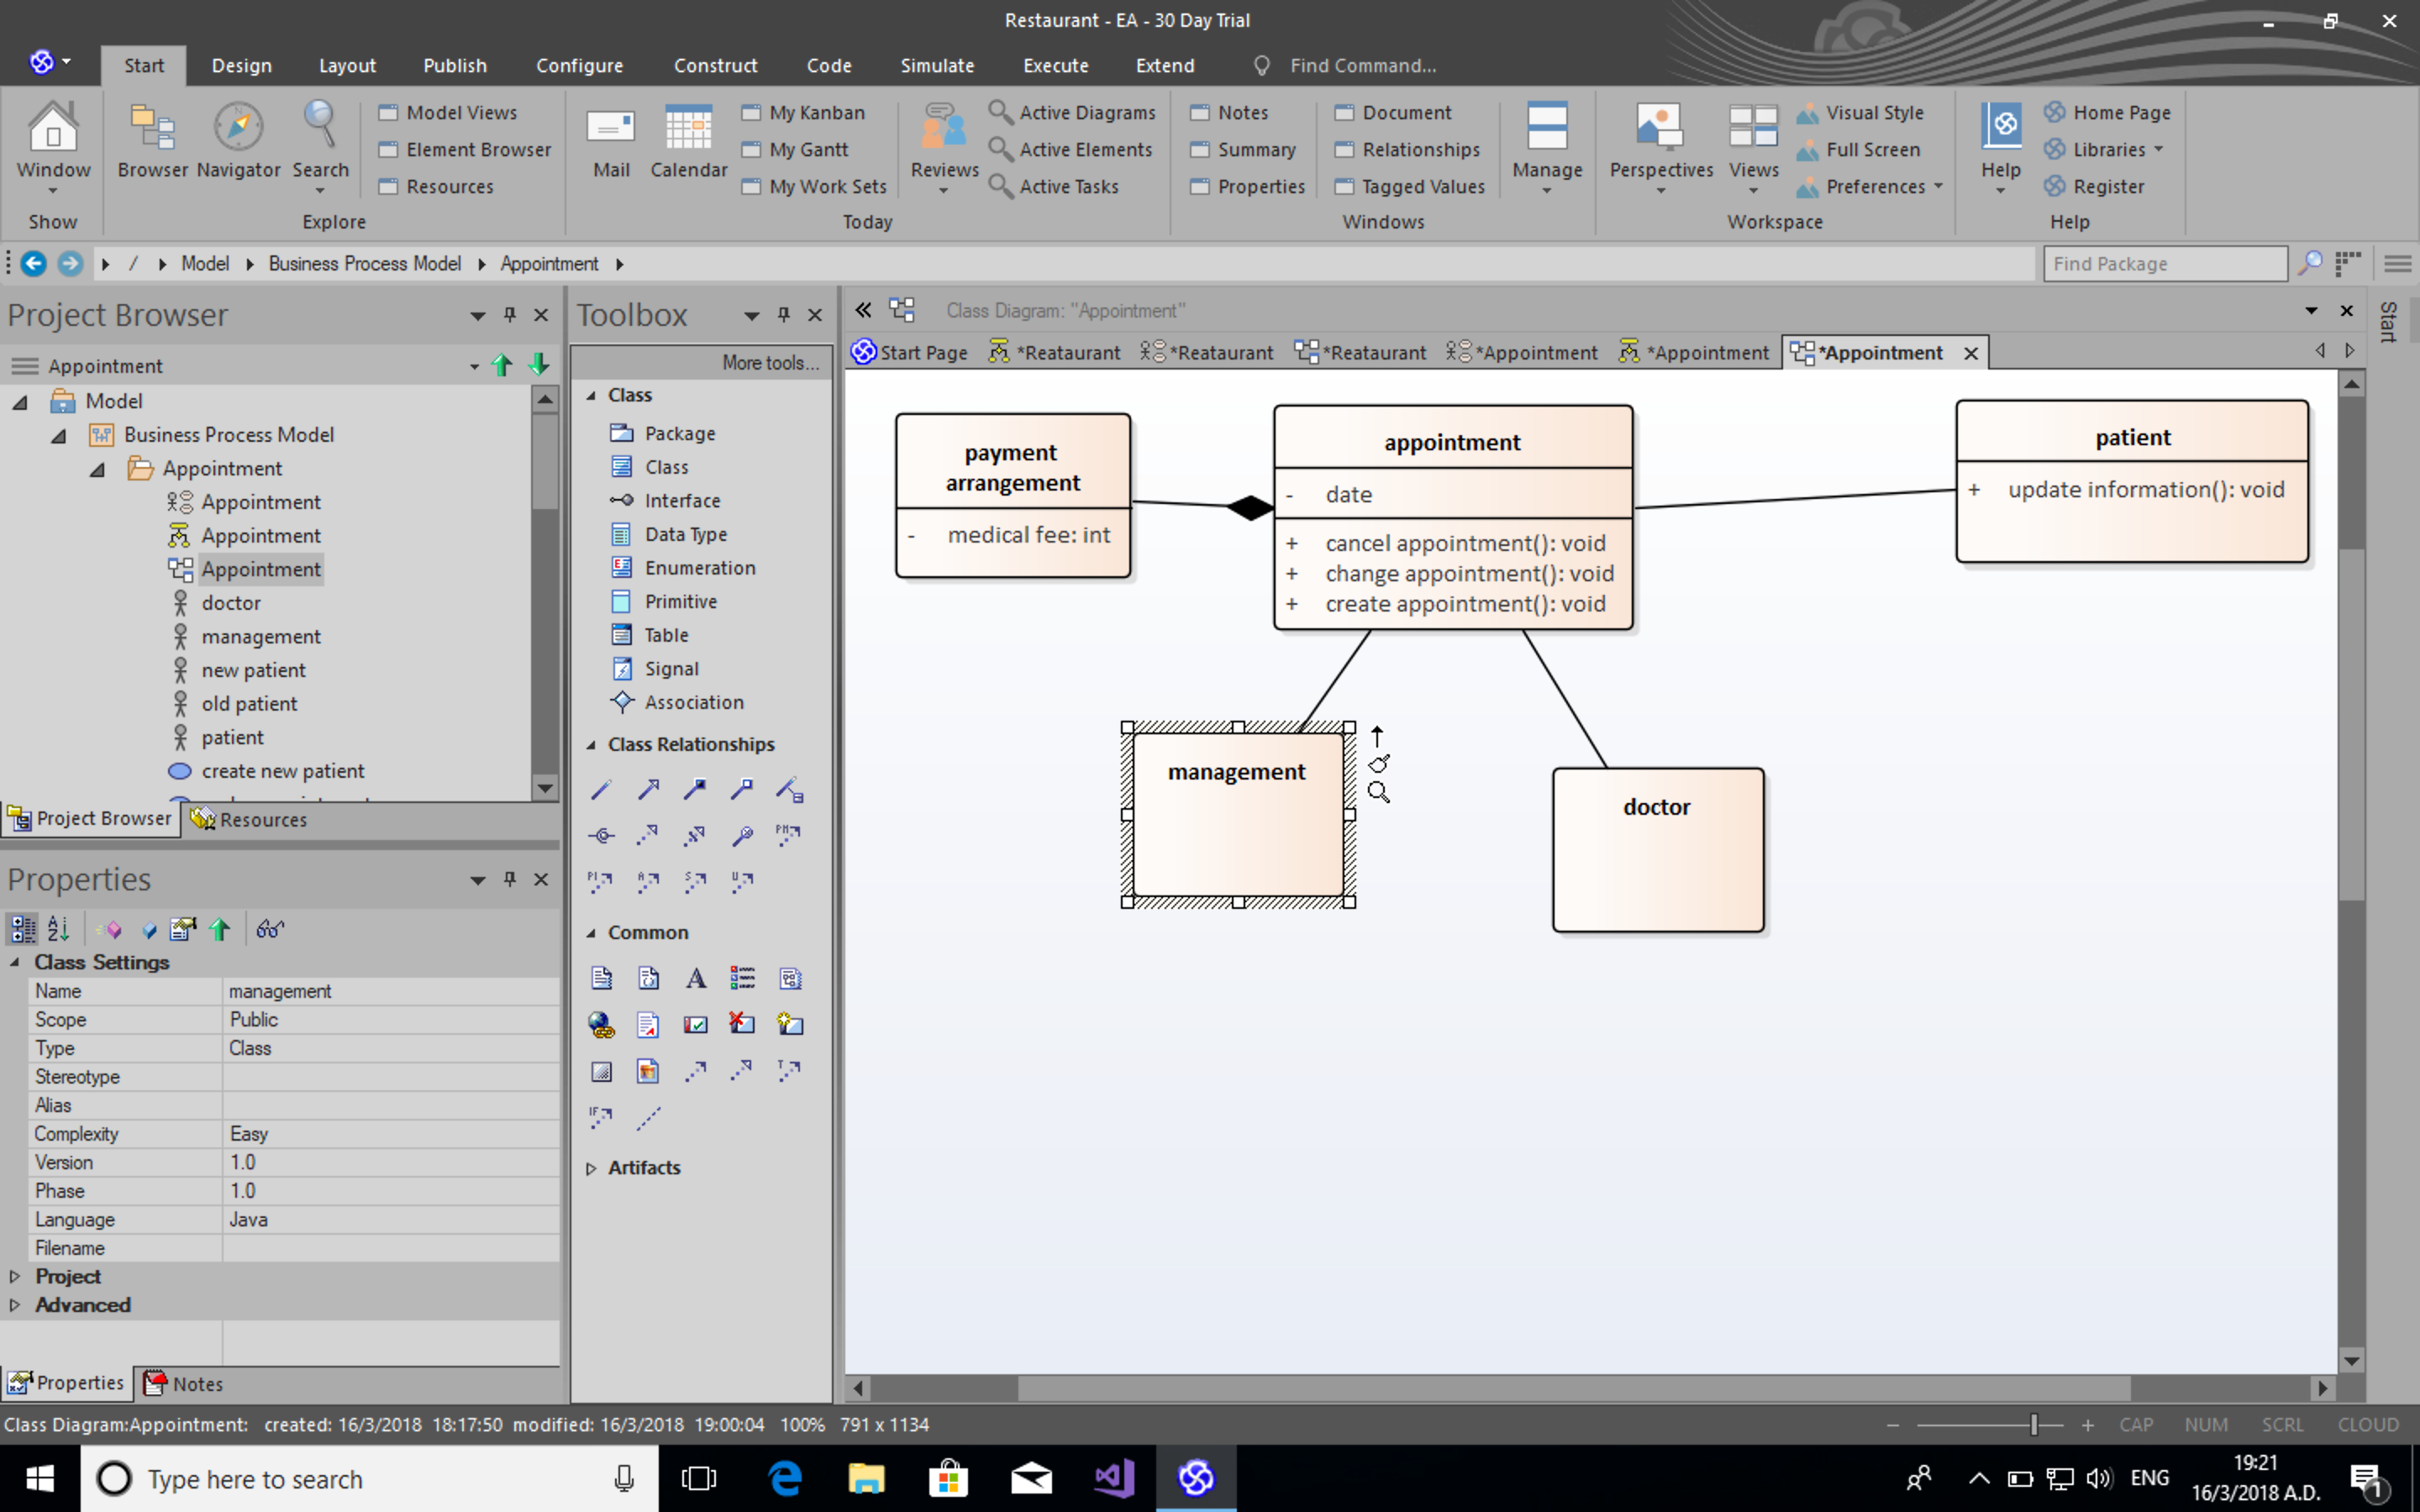 Restaurant - EA - 30 Day Trial
Start Design Layout Publish Configure Construct Code Simulate Execute Extend Find Command...
Window
Show
Browser Navigator Search
Model Views
Element Browser
Resources
Explore
Mail Calendar
My Kanban
My Gantt
My Work Sets
Reviews
Active Diagrams
Active Elements
Active Tasks
Today
Notes
Summary
Properties
Document
Relationships
Tagged Values
Manage
Windows
Perspectives Views
Visual Style
Full Screen
Preferences
Workspace
Help
Home Page
Libraries
Register
Help
/ Model Business Process Model Appointment
Find Package
Project Browser
Appointment
Model
Business Process Model
Appointment
Appointment
Appointment
Appointment
doctor
management
new patient
old patient
patient
create new patient
Project Browser Resources
Properties
Class Settings
Name management
Scope Public
Type Class
Stereotype
Alias
Complexity Easy
Version 1.0
Phase 1.0
Language Java
Filename
Project
Advanced
Properties Notes
Toolbox
More tools...
Class
Package
Class
Interface
Data Type
Enumeration
Primitive
Table
Signal
Association
Class Relationships
Common
Artifacts
Class Diagram: "Appointment"
Start Page *Reataurant *Reataurant *Reataurant *Appointment *Appointment *Appointment
Start
payment
arrangement
- medical fee: int
appointment
- date
+ cancel appointment(): void
+ change appointment(): void
+ create appointment(): void
patient
+ update information(): void
management
doctor
Class Diagram:Appointment: created: 16/3/2018 18:17:50 modified: 16/3/2018 19:00:04 100% 791 x 1134
CAP NUM SCRL CLOUD
Type here to search
ENG
19:21
16/3/2018 A.D.
1